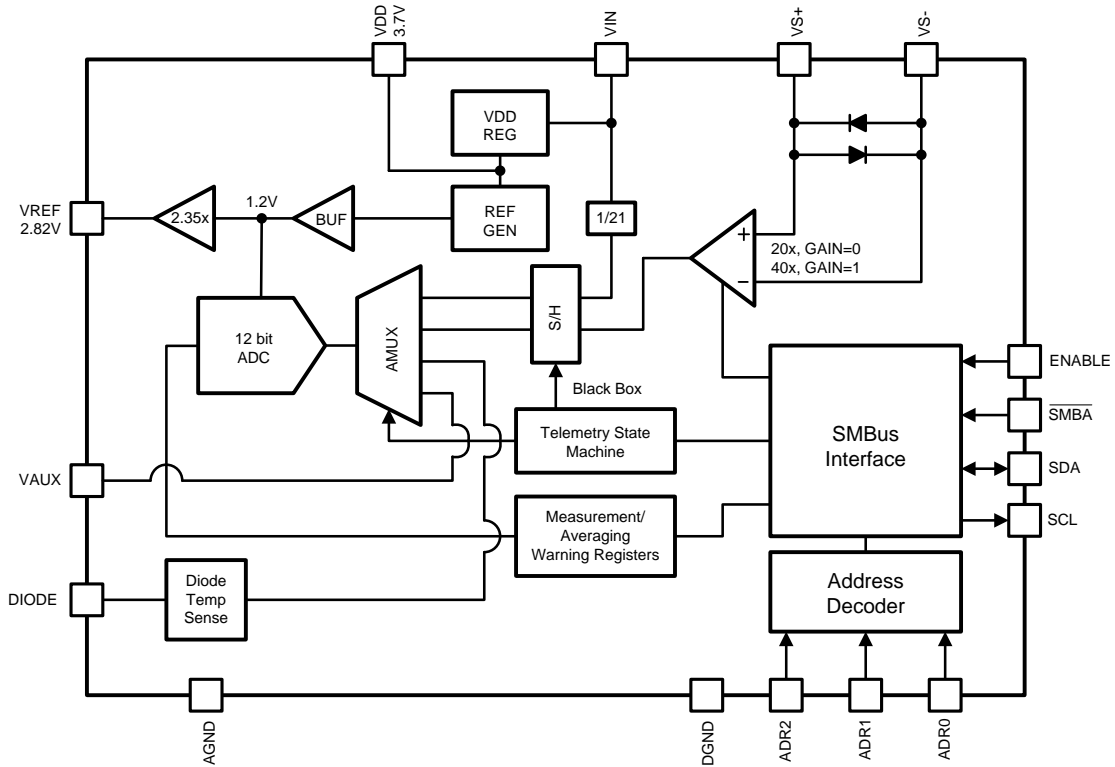 VDD
3.7V
VIN
VS+
VS-
VDD
REG
REF
GEN
VREF
2.82V
2.35x
1.2V
BUF
1/21
+
20x, GAIN=0
40x, GAIN=1
−
12 bit
ADC
AMUX
S/H
Black Box
Telemetry State
Machine
Measurement/
Averaging
Warning Registers
SMBus
Interface
ENABLE
SMBA
SDA
SCL
VAUX
DIODE
Diode
Temp
Sense
Address
Decoder
AGND
DGND
ADR2
ADR1
ADR0